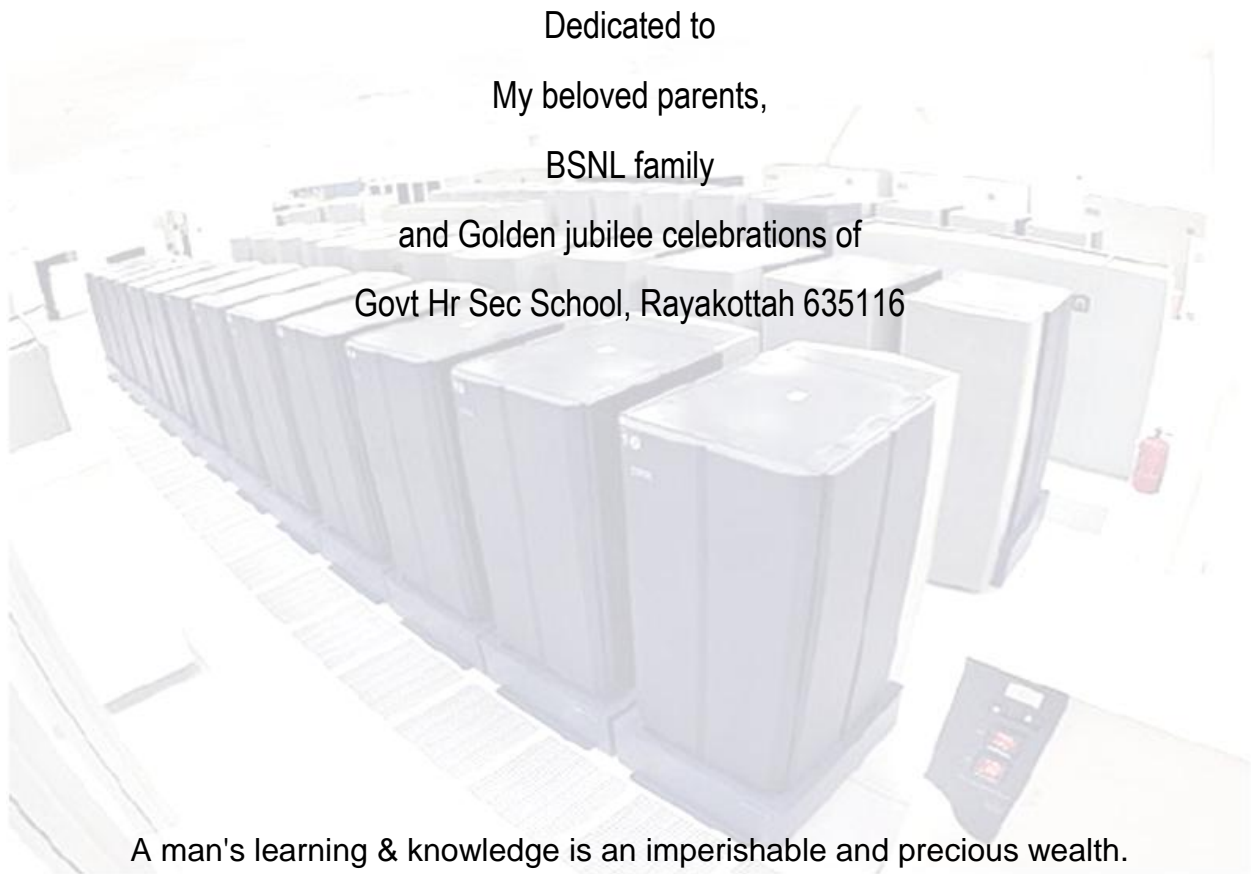 Dedicated to
My beloved parents,
BSNL family
and Golden jubilee celebrations of
Govt Hr Sec School, Rayakottah 635116
A man's learning & knowledge is an imperishable and precious wealth.